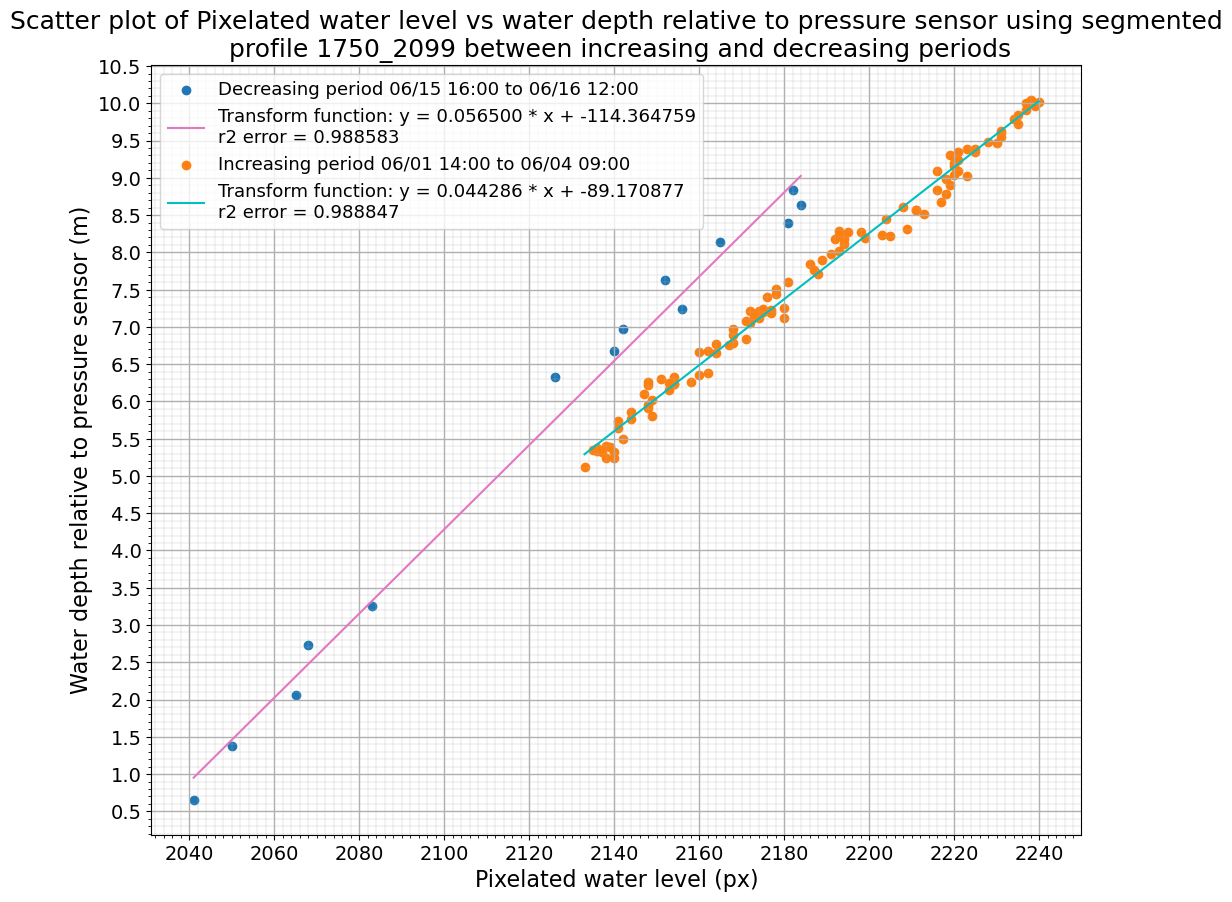 Scatter plot of Pixelated water level vs water depth relative to pressure sensor using segmented
profile 1750_2099 between increasing and decreasing periods
Decreasing period 06/15 16:00 to 06/16 12:00
Transform function: y = 0.056500 * x + -114.364759
r2 error = 0.988583
Increasing period 06/01 14:00 to 06/04 09:00
Transform function: y = 0.044286 * x + -89.170877
r2 error = 0.988847
Water depth relative to pressure sensor (m)
10.5
10.0
9.5
9.0
8.5
8.0
7.5
7.0
6.5
6.0
5.5
5.0
4.5
4.0
3.5
3.0
2.5
2.0
1.5
1.0
0.5
2040 2060 2080 2100 2120 2140 2160 2180 2200 2220 2240
Pixelated water level (px)